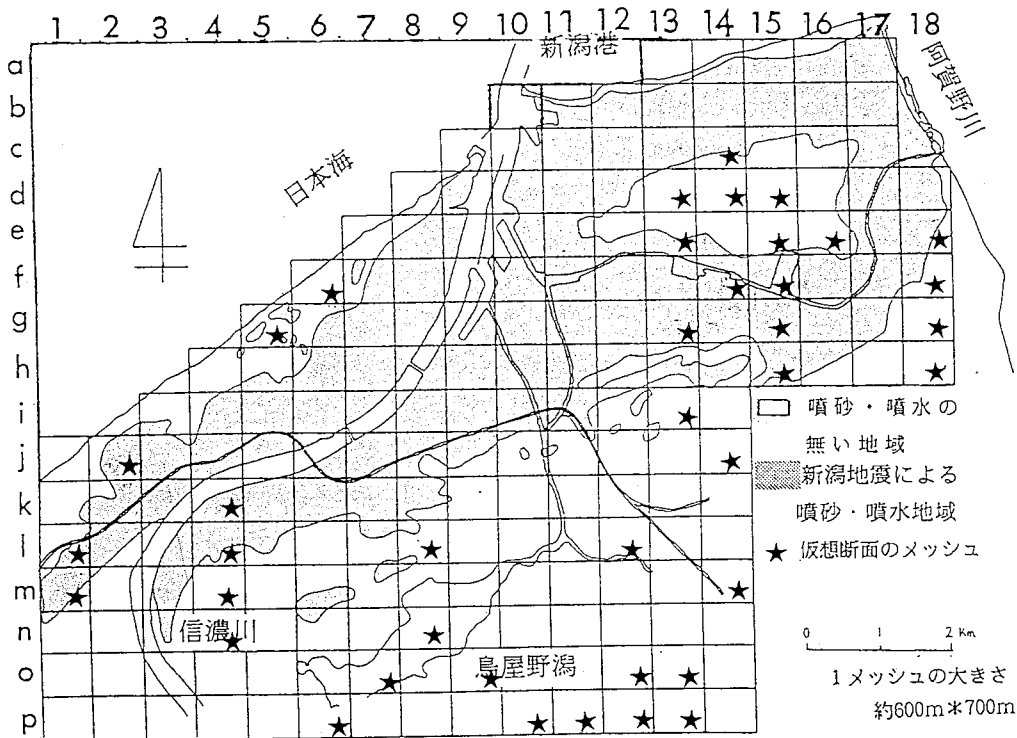 1 2 3 4 5 6 7 8 9 10 11 12 13 14 15 16 17 18
新潟港
阿賀野川
日本海
a
b
c
d
e
f
g
h
i
j
k
l
m
n
o
p
信濃川
鳥屋野潟
噴砂・噴水の
無い地域
新潟地震による
噴砂・噴水地域
★ 仮想断面のメッシュ
0 1 2 Km
1メッシュの大きさ
約600m*700m